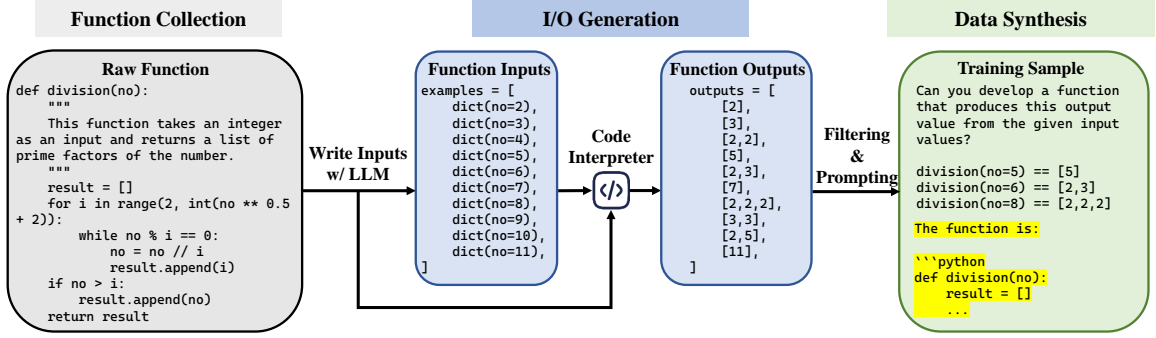 Function Collection
I/O Generation
Data Synthesis
Raw Function
def division(no):
    """
    This function takes an integer
as an input and returns a list of
prime factors of the number.
    """
    result = []
    for i in range(2, int(no ** 0.5
+ 2)):
        while no % i == 0:
            no = no // i
            result.append(i)
    if no > i:
        result.append(no)
    return result
Write Inputs
w/ LLM
Function Inputs
examples = [
    dict(no=2),
    dict(no=3),
    dict(no=4),
    dict(no=5),
    dict(no=6),
    dict(no=7),
    dict(no=8),
    dict(no=9),
    dict(no=10),
    dict(no=11),
]
Code
Interpreter
</>
Function Outputs
outputs = [
    [2],
    [3],
    [2,2],
    [5],
    [2,3],
    [7],
    [2,2,2],
    [3,3],
    [2,5],
    [11],
]
Filtering
&
Prompting
Training Sample
Can you develop a function
that produces this output
value from the given input
values?
division(no=5) == [5]
division(no=6) == [2,3]
division(no=8) == [2,2,2]
The function is:
```python
def division(no):
    result = []
    ...